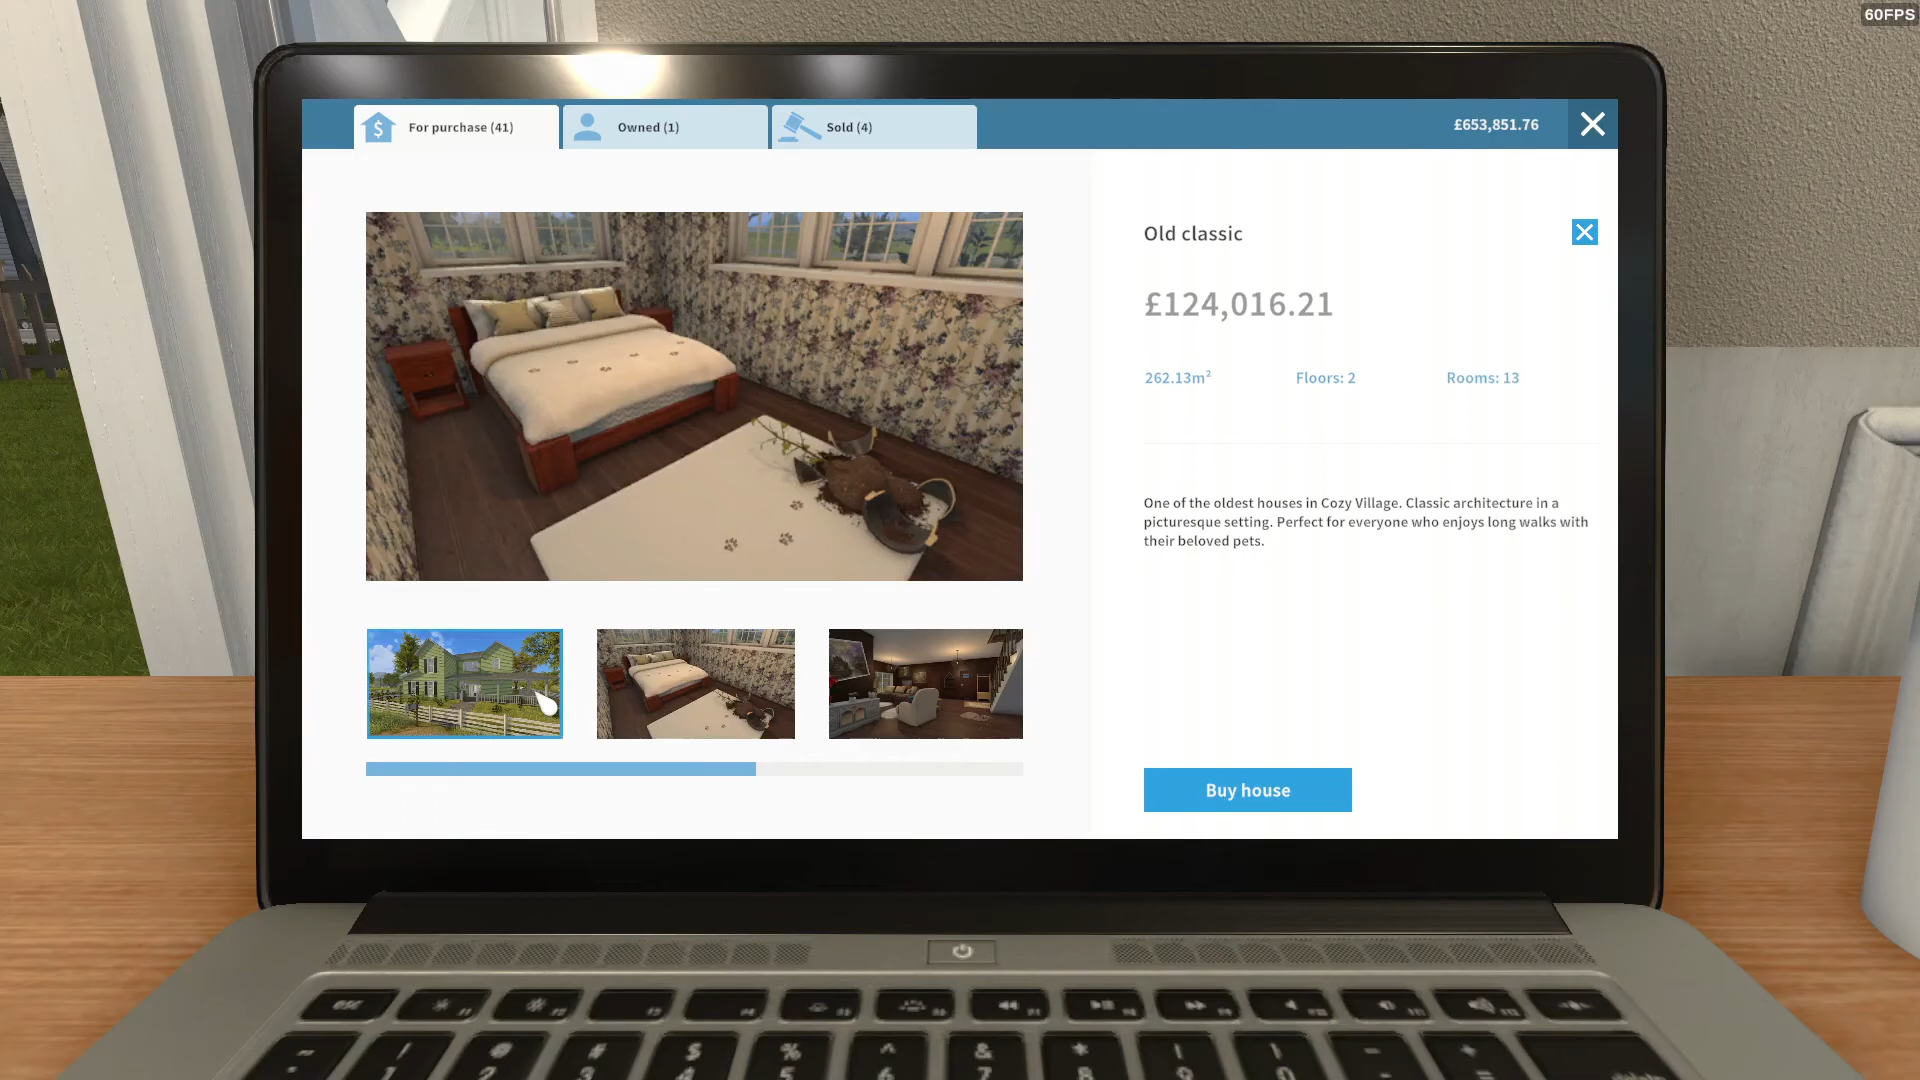 60FPS
For purchase (41)
Owned (1)
Sold (4)
£653,851.76
Old classic
£124,016.21
262.13m²
Floors: 2
Rooms: 13
One of the oldest houses in Cozy Village. Classic architecture in a
picturesque setting. Perfect for everyone who enjoys long walks with
their beloved pets.
Buy house
esc